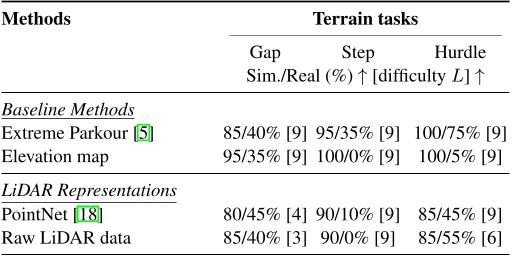 Methods Terrain tasks
Gap Step Hurdle
Sim./Real (%) ↑ [difficulty L] ↑
Baseline Methods
Extreme Parkour [5] 85/40% [9] 95/35% [9] 100/75% [9]
Elevation map 95/35% [9] 100/0% [9] 100/5% [9]
LiDAR Representations
PointNet [18] 80/45% [4] 90/10% [9] 85/45% [9]
Raw LiDAR data 85/40% [3] 90/0% [9] 85/55% [6]